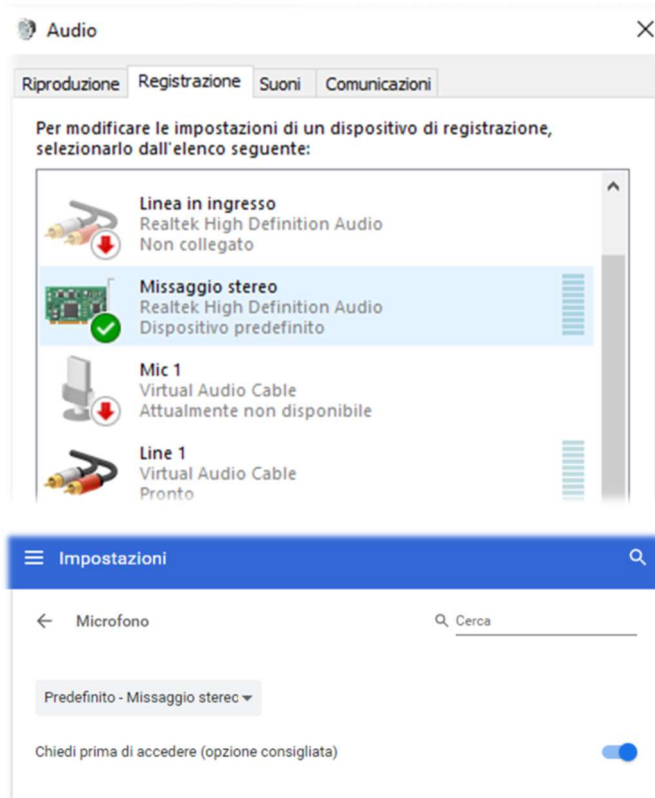 Audio
Riproduzione Registrazione Suoni Comunicazioni
Per modificare le impostazioni di un dispositivo di registrazione,
selezionarlo dall'elenco seguente:
Linea in ingresso
Realtek High Definition Audio
Non collegato
Missaggio stereo
Realtek High Definition Audio
Dispositivo predefinito
Mic 1
Virtual Audio Cable
Attualmente non disponibile
Line 1
Virtual Audio Cable
Pronto
Impostazioni
Microfono
Cerca
Predefinito - Missaggio sterec
Chiedi prima di accedere (opzione consigliata)